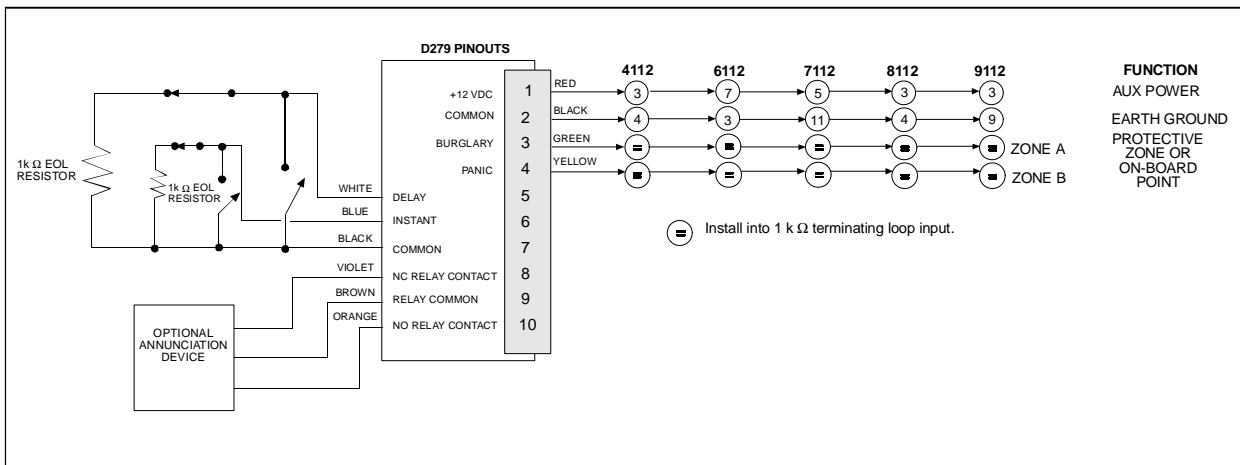 D279 PINOUTS
4112 6112 7112 8112 9112 FUNCTION
+12 VDC 1 RED 3 7 5 3 3 AUX POWER
COMMON 2 BLACK 4 3 11 4 9 EARTH GROUND
BURGLARY 3 GREEN = = = = = ZONE A
PANIC 4 YELLOW = = = = = ZONE B
PROTECTIVE
ZONE OR
ON-BOARD
POINT
1k Ω EOL
RESISTOR
1k Ω EOL
RESISTOR
WHITE DELAY 5
BLUE INSTANT 6
BLACK COMMON 7
VIOLET NC RELAY CONTACT 8
BROWN RELAY COMMON 9
ORANGE NO RELAY CONTACT 10
= Install into 1 k Ω terminating loop input.
OPTIONAL
ANNUNCIATION
DEVICE